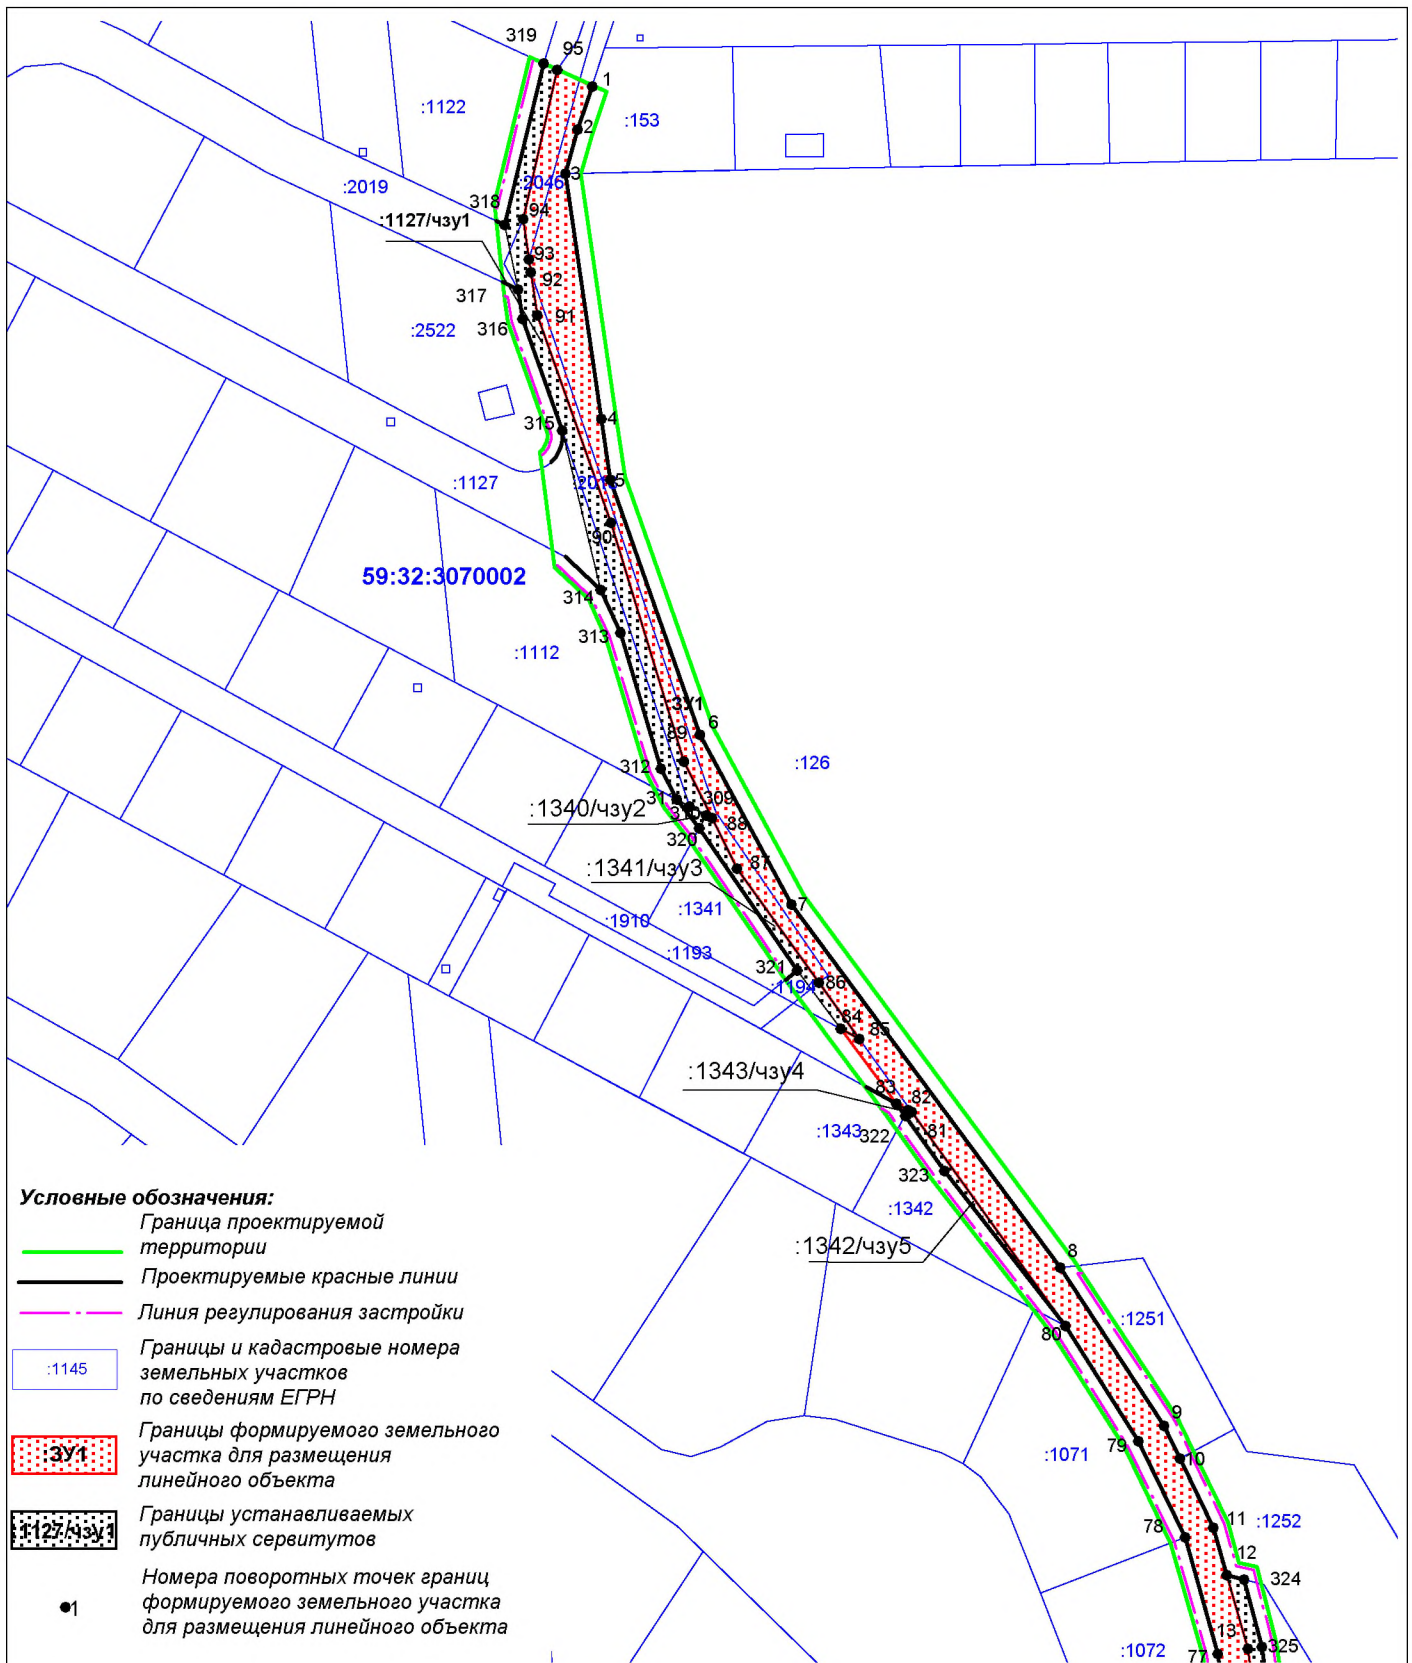 319
95
1
:1122
:153
2
3
:2019
:2046
318
94
:1127/чзу1
93
92
317
91
:2522
316
4
315
5
:1127
90
59:32:3070002
314
313
:1112
:ЗУ1
6
89
:126
312
311
309
:1340/чзу2
310
88
320
:1341/чзу3
87
7
:1341
:1910
:1193
321
86
:1194
84
85
:1343/чзу4
83
82
81
:1343
322
323
:1342
:1342/чзу5
8
80
:1251
9
79
:1071
10
78
11
:1252
12
324
13
325
:1072
77
Условные обозначения:
Граница проектируемой
территории
Проектируемые красные линии
Линия регулирования застройки
:1145
Границы и кадастровые номера
земельных участков
по сведениям ЕГРН
:ЗУ1
Границы формируемого земельного
участка для размещения
линейного объекта
:1127/чзу1
Границы устанавливаемых
публичных сервитутов
1
Номера поворотных точек границ
формируемого земельного участка
для размещения линейного объекта